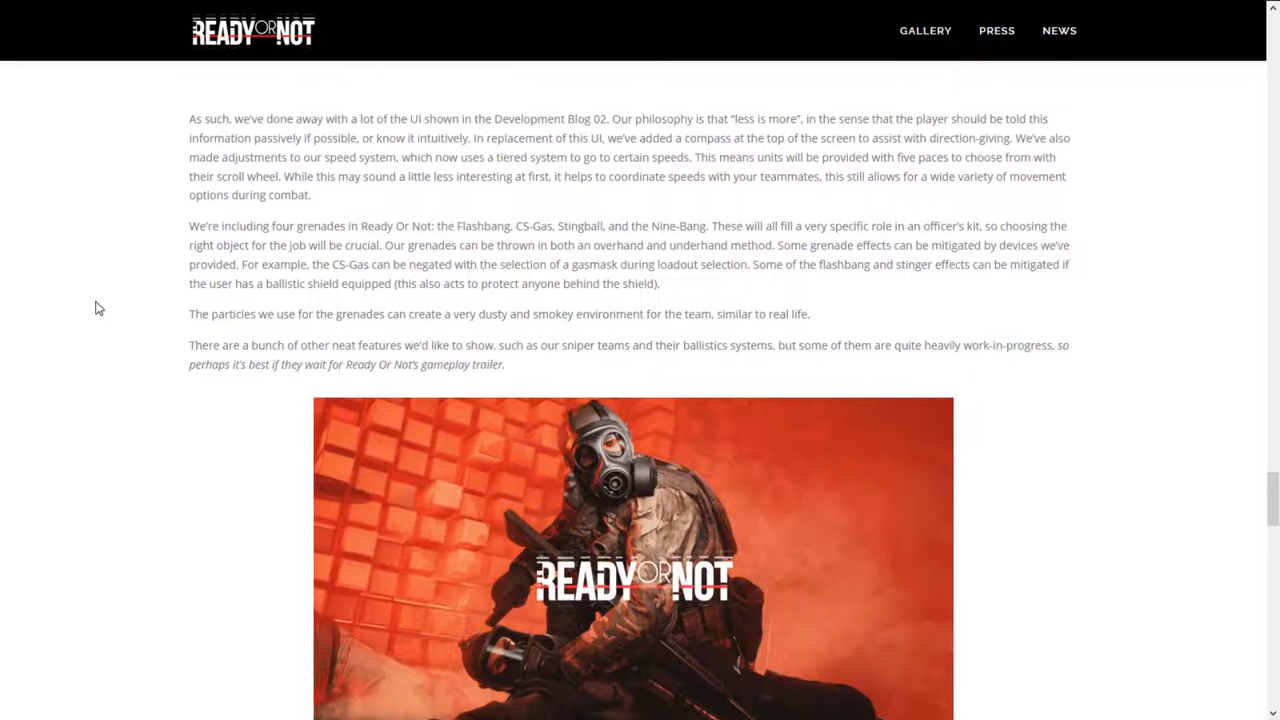 READY OR NOT
GALLERY PRESS NEWS
As such, we've done away with a lot of the UI shown in the Development Blog 02. Our philosophy is that “less is more”, in the sense that the player should be told this
information passively if possible, or know it intuitively. In replacement of this UI, we've added a compass at the top of the screen to assist with direction-giving. We've also
made adjustments to our speed system, which now uses a tiered system to go to certain speeds. This means units will be provided with five paces to choose from with
their scroll wheel. While this may sound a little less interesting at first, it helps to coordinate speeds with your teammates, this still allows for a wide variety of movement
options during combat.
We're including four grenades in Ready Or Not: the Flashbang, CS-Gas, Stingball, and the Nine-Bang. These will all fill a very specific role in an officer's kit, so choosing the
right object for the job will be crucial. Our grenades can be thrown in both an overhand and underhand method. Some grenade effects can be mitigated by devices we've
provided. For example, the CS-Gas can be negated with the selection of a gasmask during loadout selection. Some of the flashbang and stinger effects can be mitigated if
the user has a ballistic shield equipped (this also acts to protect anyone behind the shield).
The particles we use for the grenades can create a very dusty and smokey environment for the team, similar to real life.
There are a bunch of other neat features we'd like to show, such as our sniper teams and their ballistics systems, but some of them are quite heavily work-in-progress, so
perhaps it's best if they wait for Ready Or Not's gameplay trailer.
READY OR NOT